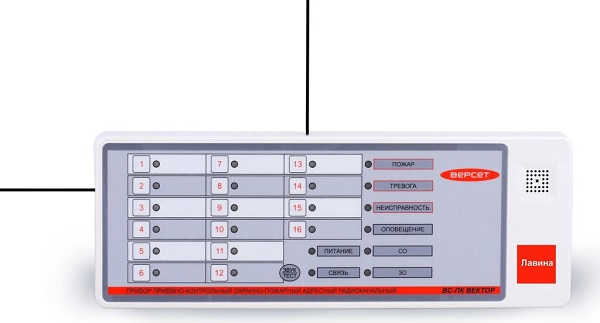 1 7 13 ПОЖАР
2 8 14 ТРЕВОГА
3 9 15 НЕИСПРАВНОСТЬ
4 10 16 ОПОВЕЩЕНИЕ
5 11 ПИТАНИЕ СО
6 12 ЗВУК ТЕСТ СВЯЗЬ ЗО
ВЕРСЕТ
Лавина
ПРИБОР ПРИЁМНО-КОНТРОЛЬНЫЙ ОХРАННО-ПОЖАРНЫЙ АДРЕСНЫЙ РАДИОКАНАЛЬНЫЙ ВС-ПК ВЕКТОР